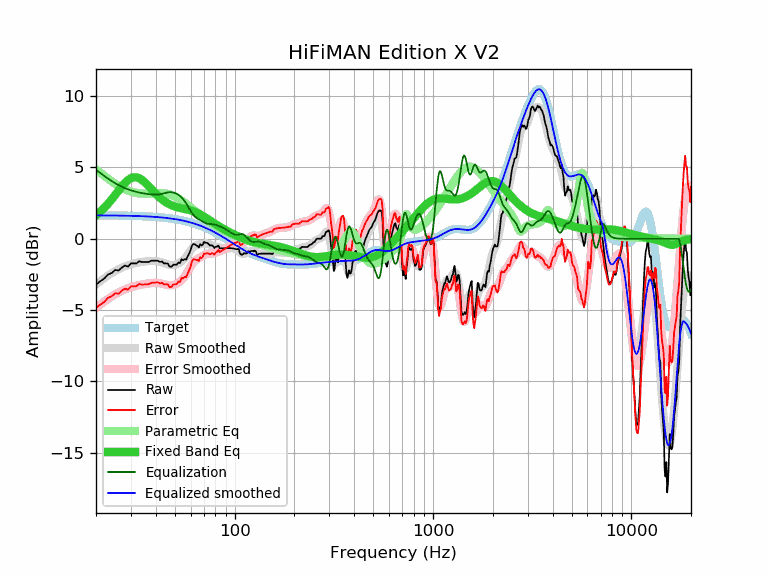 HiFiMAN Edition X V2
Amplitude (dBr)
10
5
0
−5
−10
−15
Target
Raw Smoothed
Error Smoothed
Raw
Error
Parametric Eq
Fixed Band Eq
Equalization
Equalized smoothed
100
1000
10000
Frequency (Hz)